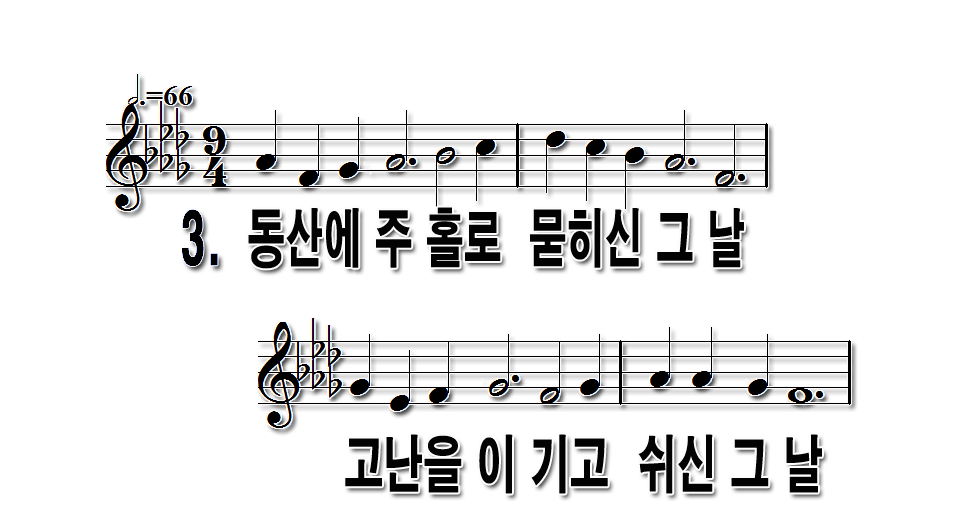 ♩.=66
9
4
3. 동산에 주 홀로 묻히신 그 날
고난을 이 기고 쉬신 그 날